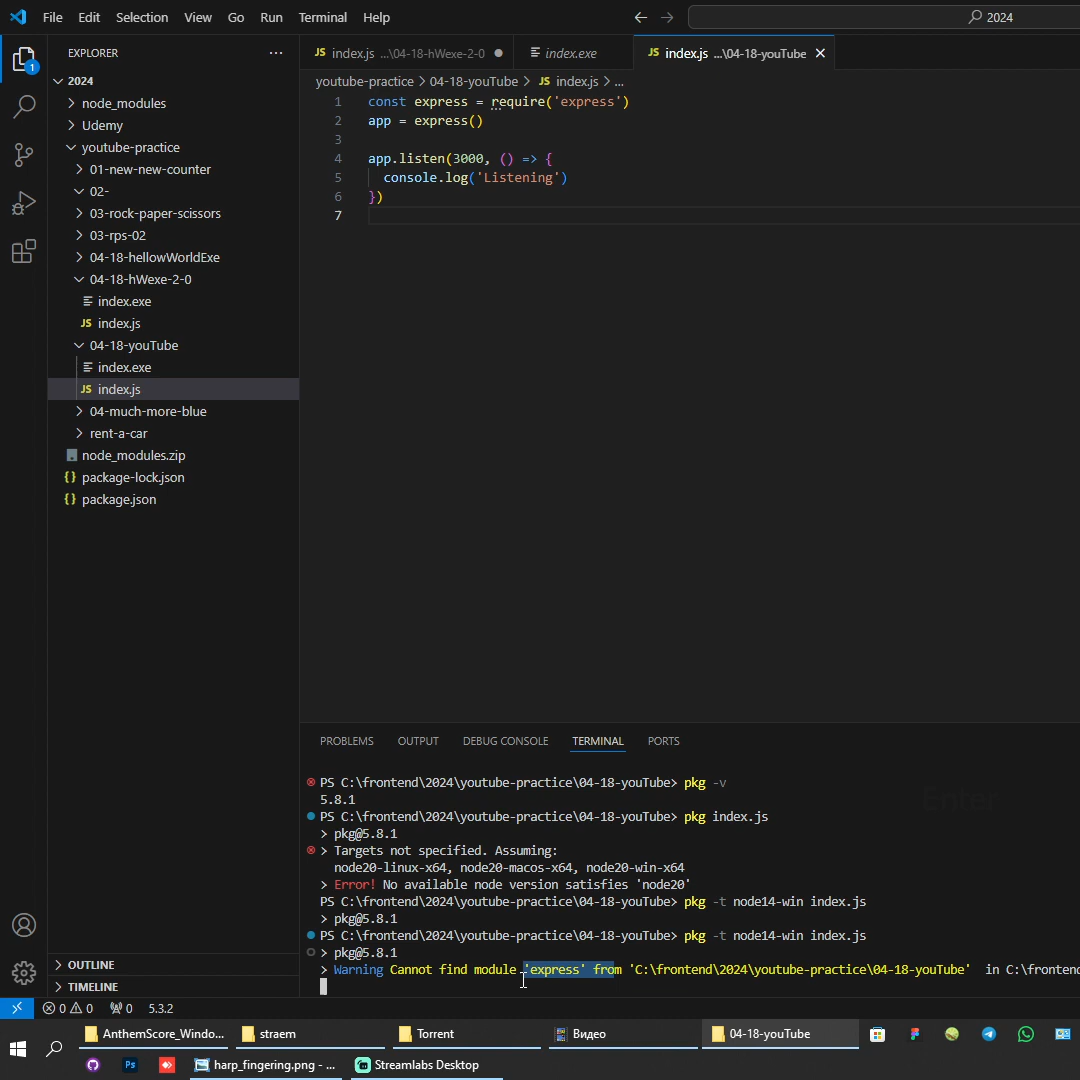 File Edit Selection View Go Run Terminal Help
2024
1
EXPLORER
2024
node_modules
Udemy
youtube-practice
01-new-new-counter
02-
03-rock-paper-scissors
03-rps-02
04-18-hellowWorldExe
04-18-hWexe-2-0
index.exe
JS index.js
04-18-youTube
index.exe
JS index.js
04-much-more-blue
rent-a-car
node_modules.zip
{} package-lock.json
{} package.json
OUTLINE
TIMELINE
JS index.js ...\04-18-hWexe-2-0
index.exe
JS index.js ...\04-18-youTube
youtube-practice > 04-18-youTube > JS index.js > ...
1 const express = require('express')
2 app = express()
3
4 app.listen(3000, () => {
5 console.log('Listening')
6 })
7
PROBLEMS OUTPUT DEBUG CONSOLE TERMINAL PORTS
PS C:\frontend\2024\youtube-practice\04-18-youTube> pkg -v
5.8.1
PS C:\frontend\2024\youtube-practice\04-18-youTube> pkg index.js
> pkg@5.8.1
> Targets not specified. Assuming:
node20-linux-x64, node20-macos-x64, node20-win-x64
> Error! No available node version satisfies 'node20'
PS C:\frontend\2024\youtube-practice\04-18-youTube> pkg -t node14-win index.js
> pkg@5.8.1
PS C:\frontend\2024\youtube-practice\04-18-youTube> pkg -t node14-win index.js
> pkg@5.8.1
> Warning Cannot find module 'express' from 'C:\frontend\2024\youtube-practice\04-18-youTube' in C:\frontend
Enter
0 0 0 5.3.2
AnthemScore_Windo... straem Torrent Видео 04-18-youTube
Ps harp_fingering.png - ... Streamlabs Desktop